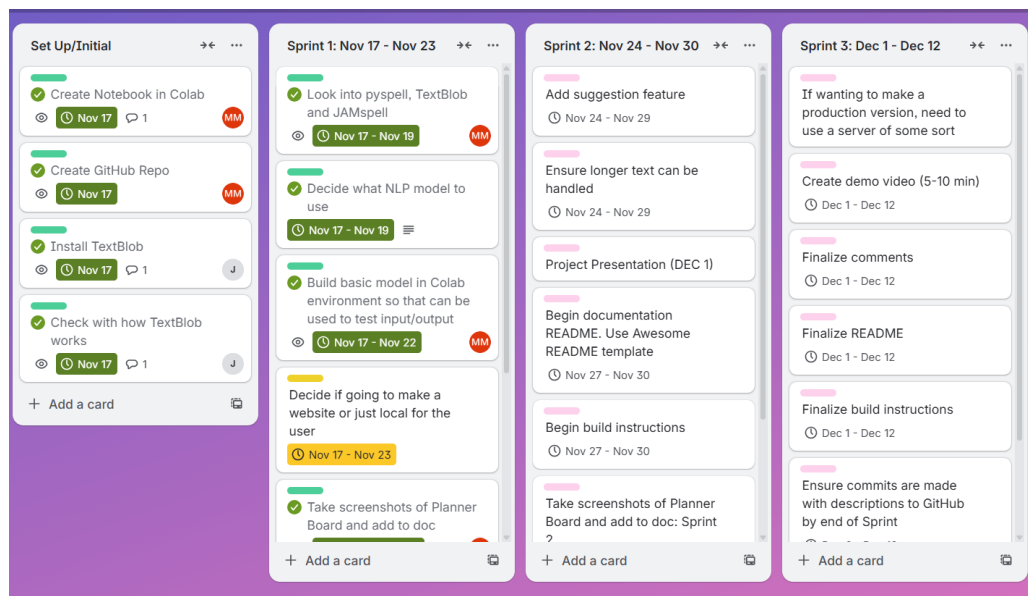 Set Up/Initial
Create Notebook in Colab
Nov 17
1
MM
Create GitHub Repo
Nov 17
MM
Install TextBlob
Nov 17
1
J
Check with how TextBlob
works
Nov 17
1
J
+ Add a card
Sprint 1: Nov 17 - Nov 23
Look into pyspell, TextBlob
and JAMspell
Nov 17 - Nov 19
MM
Decide what NLP model to
use
Nov 17 - Nov 19
Build basic model in Colab
environment so that can be
used to test input/output
Nov 17 - Nov 22
MM
Decide if going to make a
website or just local for the
user
Nov 17 - Nov 23
Take screenshots of Planner
Board and add to doc
+ Add a card
Sprint 2: Nov 24 - Nov 30
Add suggestion feature
Nov 24 - Nov 29
Ensure longer text can be
handled
Nov 24 - Nov 29
Project Presentation (DEC 1)
Begin documentation
README. Use Awesome
README template
Nov 27 - Nov 30
Begin build instructions
Nov 27 - Nov 30
Take screenshots of Planner
Board and add to doc: Sprint
2
+ Add a card
Sprint 3: Dec 1 - Dec 12
If wanting to make a
production version, need to
use a server of some sort
Create demo video (5-10 min)
Dec 1 - Dec 12
Finalize comments
Dec 1 - Dec 12
Finalize README
Dec 1 - Dec 12
Finalize build instructions
Dec 1 - Dec 12
Ensure commits are made
with descriptions to GitHub
by end of Sprint
+ Add a card